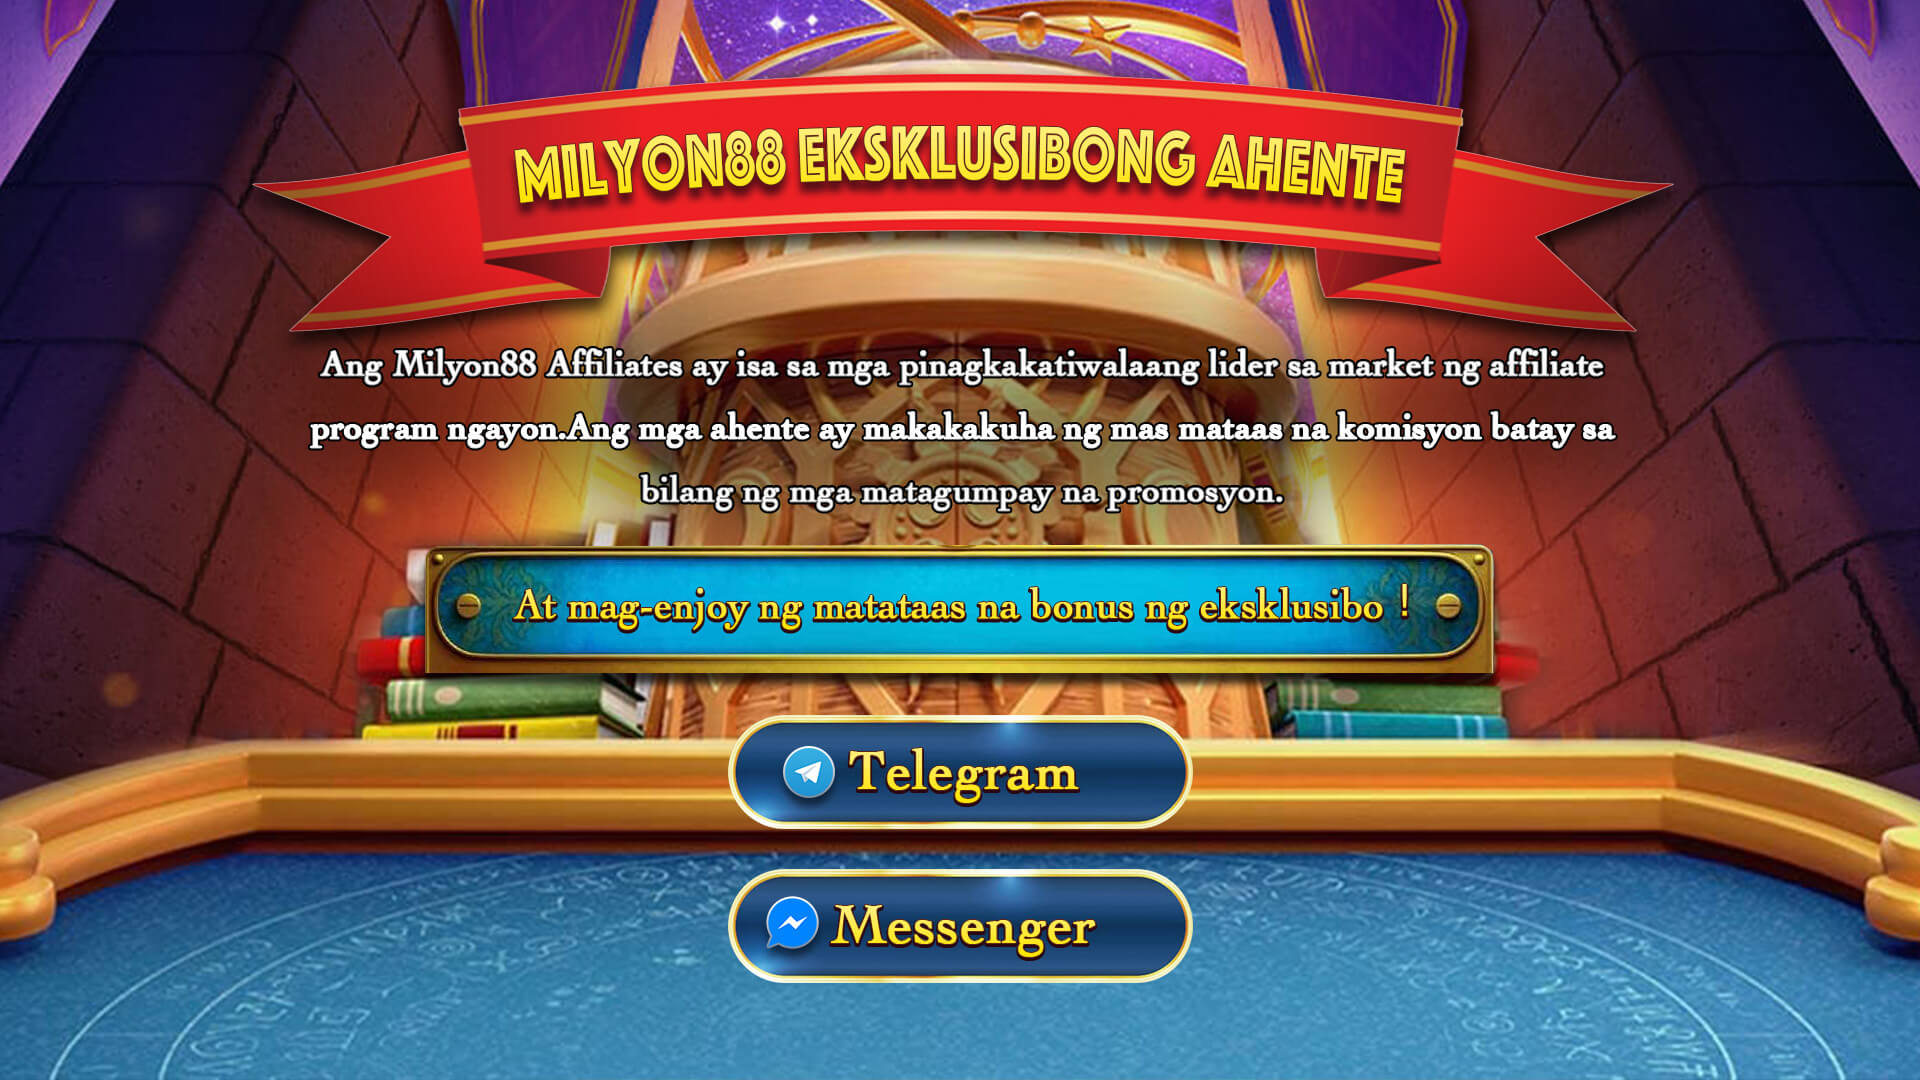 MILYON88 EKSKLUSIBONG AHENTE
Ang Milyon88 Affiliates ay isa sa mga pinagkakatiwalaang lider sa market ng affiliate
program ngayon.Ang mga ahente ay makakakuha ng mas mataas na komisyon batay sa
bilang ng mga matagumpay na promosyon.
At mag-enjoy ng matataas na bonus ng eksklusibo !
Telegram
Messenger